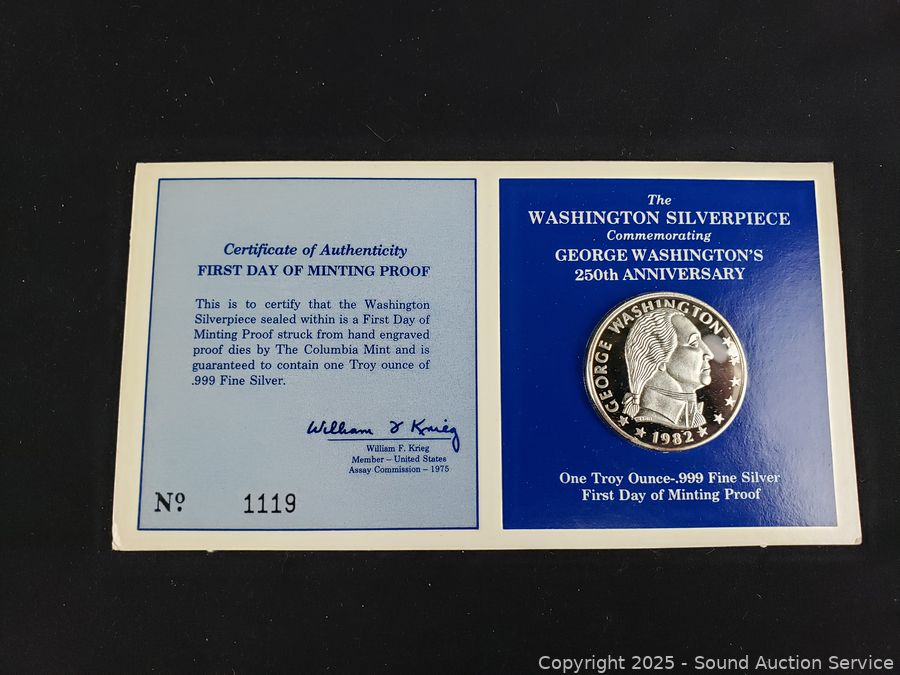 Certificate of Authenticity
FIRST DAY OF MINTING PROOF
This is to certify that the Washington
Silverpiece sealed within is a First Day of
Minting Proof struck from hand engraved
proof dies by The Columbia Mint and is
guaranteed to contain one Troy ounce of
.999 Fine Silver.
William F Krieg
William F. Krieg
Member – United States
Assay Commission – 1975
No. 1119
The
WASHINGTON SILVERPIECE
Commemorating
GEORGE WASHINGTON'S
250th ANNIVERSARY
GEORGE WASHINGTON
1982
One Troy Ounce-.999 Fine Silver
First Day of Minting Proof
Copyright 2025 - Sound Auction Service